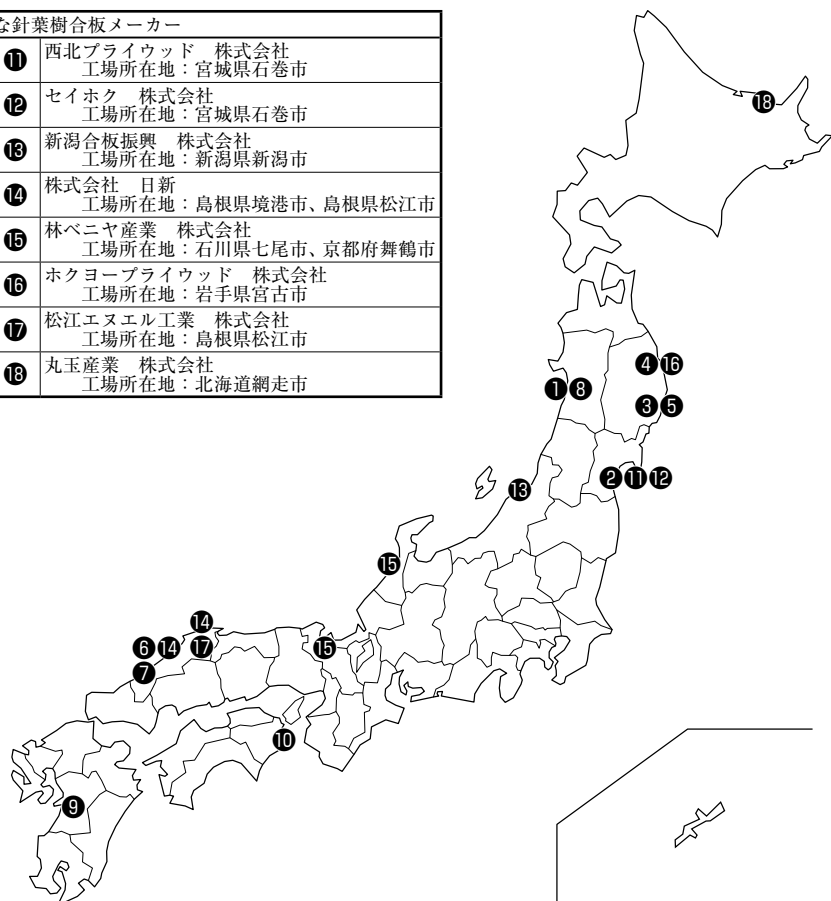 な針葉樹合板メーカー
⓫ 西北プライウッド　株式会社
工場所在地：宮城県石巻市
⓬ セイホク　株式会社
工場所在地：宮城県石巻市
⓭ 新潟合板振興　株式会社
工場所在地：新潟県新潟市
⓮ 株式会社　日新
工場所在地：島根県境港市、島根県松江市
⓯ 林ベニヤ産業　株式会社
工場所在地：石川県七尾市、京都府舞鶴市
⓰ ホクヨープライウッド　株式会社
工場所在地：岩手県宮古市
⓱ 松江エヌエル工業　株式会社
工場所在地：島根県松江市
⓲ 丸玉産業　株式会社
工場所在地：北海道網走市
⓲
❹⓰
❶❽
❸❺
❷⓫⓬
⓭
⓯
⓮
❻⓮
⓱
⓯
❼
❿
❾